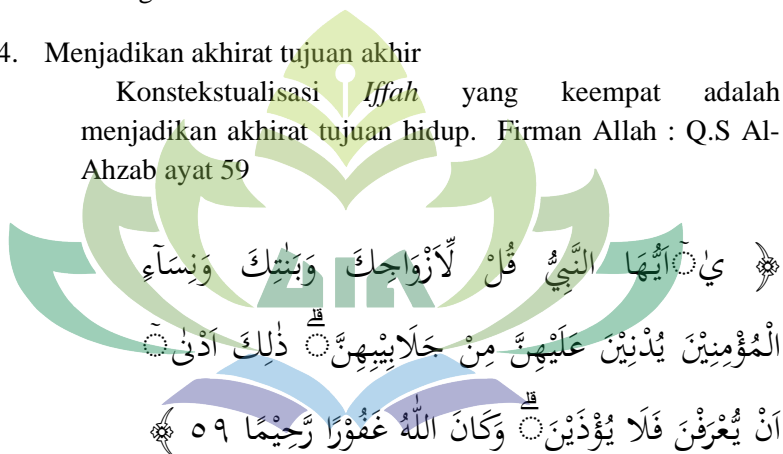 4. Menjadikan akhirat tujuan akhir
Konstekstualisasi Iffah yang keempat adalah
menjadikan akhirat tujuan hidup. Firman Allah : Q.S Al-
Ahzab ayat 59
﴿ يٰٓاَيُّهَا النَّبِيُّ قُلْ لِّاَزْوَاجِكَ وَبَنٰتِكَ وَنِسَاۤءِ
الْمُؤْمِنِيْنَ يُدْنِيْنَ عَلَيْهِنَّ مِنْ جَلَابِيْبِهِنَّۗ ذٰلِكَ اَدْنٰىٓ
اَنْ يُّعْرَفْنَ فَلَا يُؤْذَيْنَۗ وَكَانَ اللّٰهُ غَفُوْرًا رَّحِيْمًا ٥٩ ﴾